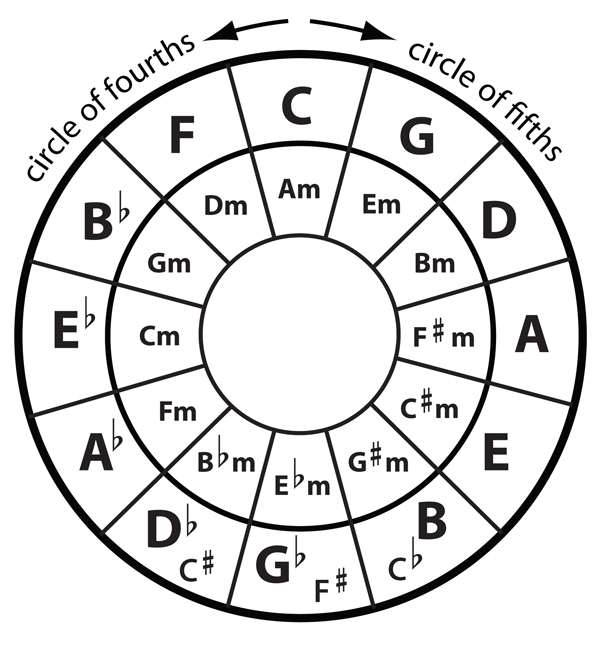 circle of fourths
circle of fifths
C
G
D
A
E
B
C♭
G♭
F♯
D♭
C♯
A♭
E♭
B♭
F
Am
Em
Bm
F♯m
C♯m
G♯m
E♭m
B♭m
Fm
Cm
Gm
Dm